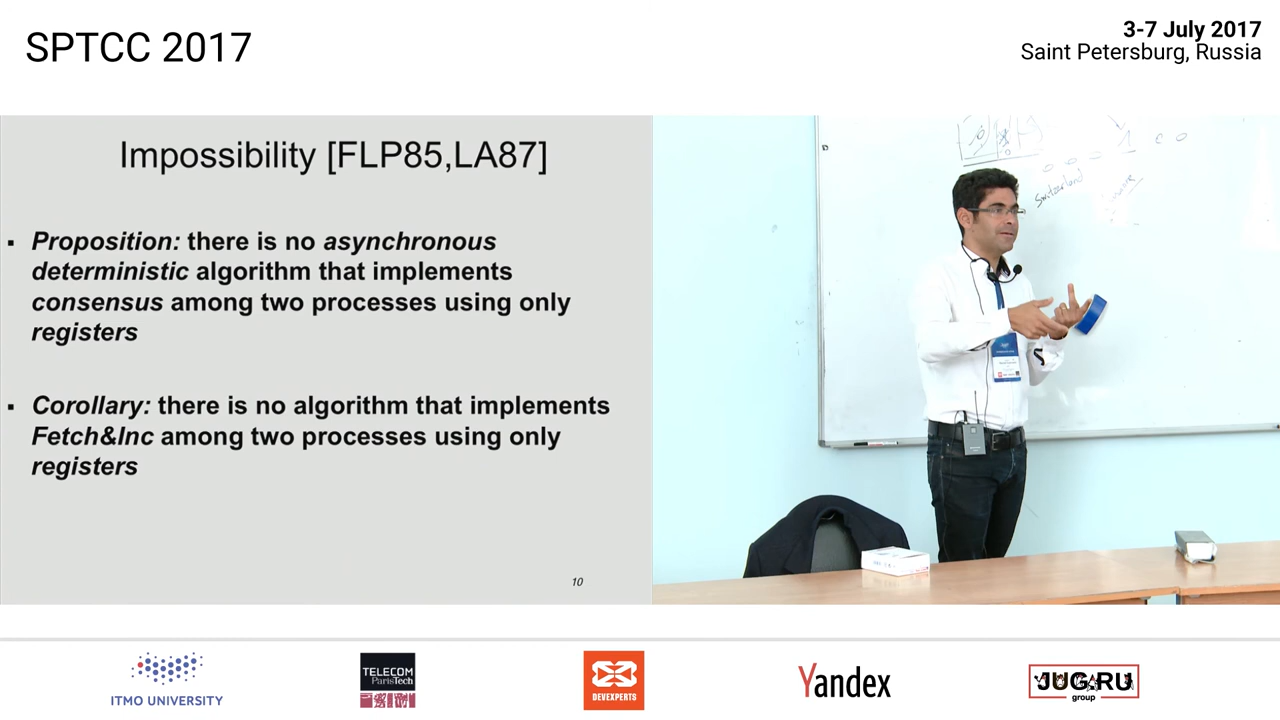 SPTCC 2017
3-7 July 2017
Saint Petersburg, Russia
Impossibility [FLP85,LA87]
▪ Proposition: there is no asynchronous
deterministic algorithm that implements
consensus among two processes using only
registers
▪ Corollary: there is no algorithm that implements
Fetch&Inc among two processes using only
registers
10
Switzerland
ITMO UNIVERSITY
TELECOM
ParisTech
DEVEXPERTS
Yandex
JUG.RU
group